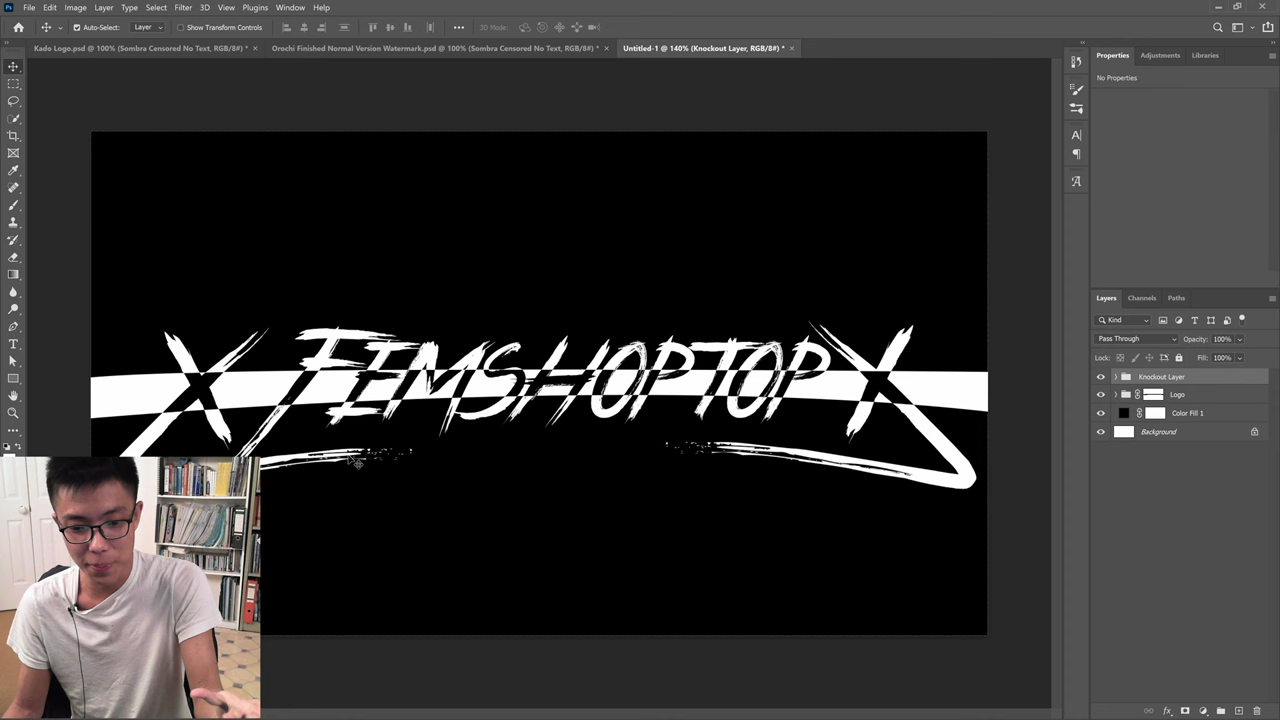 File Edit Image Layer Type Select Filter 3D View Plugins Window Help
Auto-Select: Layer Show Transform Controls 3D Mode:
Kado Logo.psd @ 100% (Sombra Censored No Text, RGB/8#) * Orochi Finished Normal Version Watermark.psd @ 100% (Sombra Censored No Text, RGB/8#) * Untitled-1 @ 140% (Knockout Layer, RGB/8#) *
Properties Adjustments Libraries
No Properties
X FIMSHOPTOP X
Layers Channels Paths
Kind
Pass Through Opacity: 100%
Lock: Fill: 100%
Knockout Layer
Logo
Color Fill 1
Background